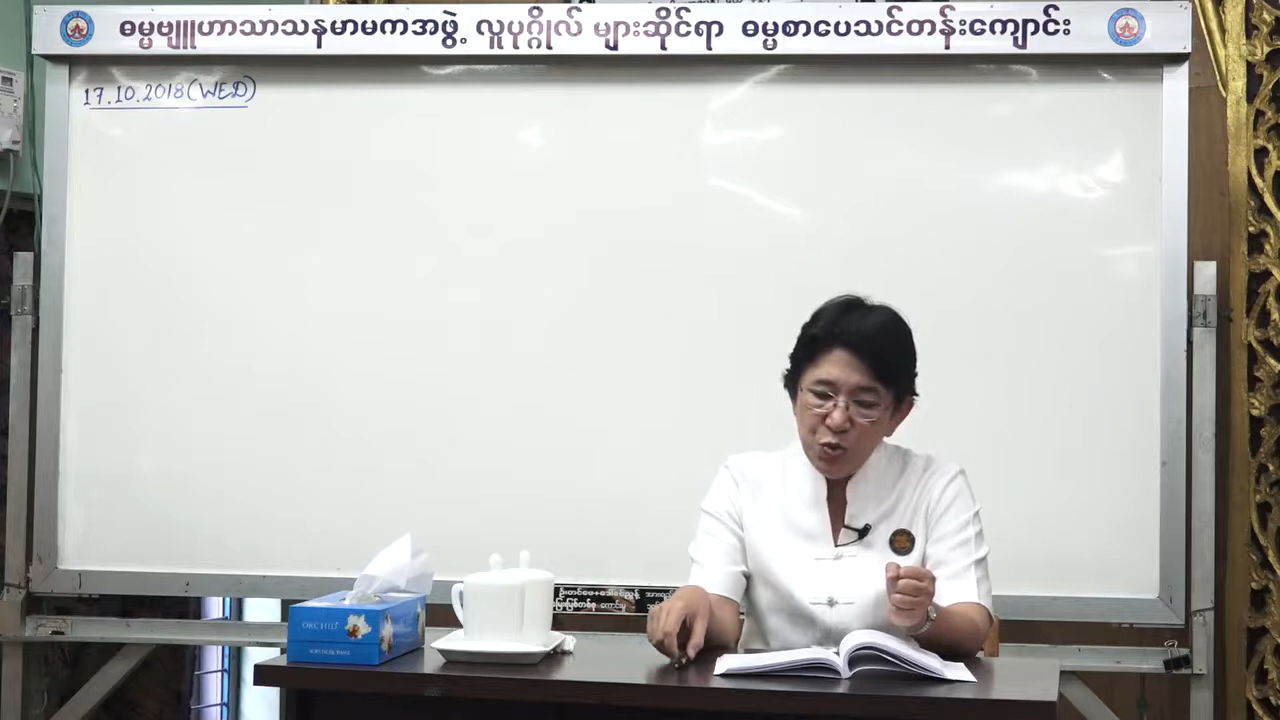 ဓမ္မဗျူဟာသာသနမာမကအဖွဲ့ လူပုဂ္ဂိုလ် များဆိုင်ရာ ဓမ္မစာပေသင်တန်းကျောင်း
17.10.2018(WED)
ORCHID